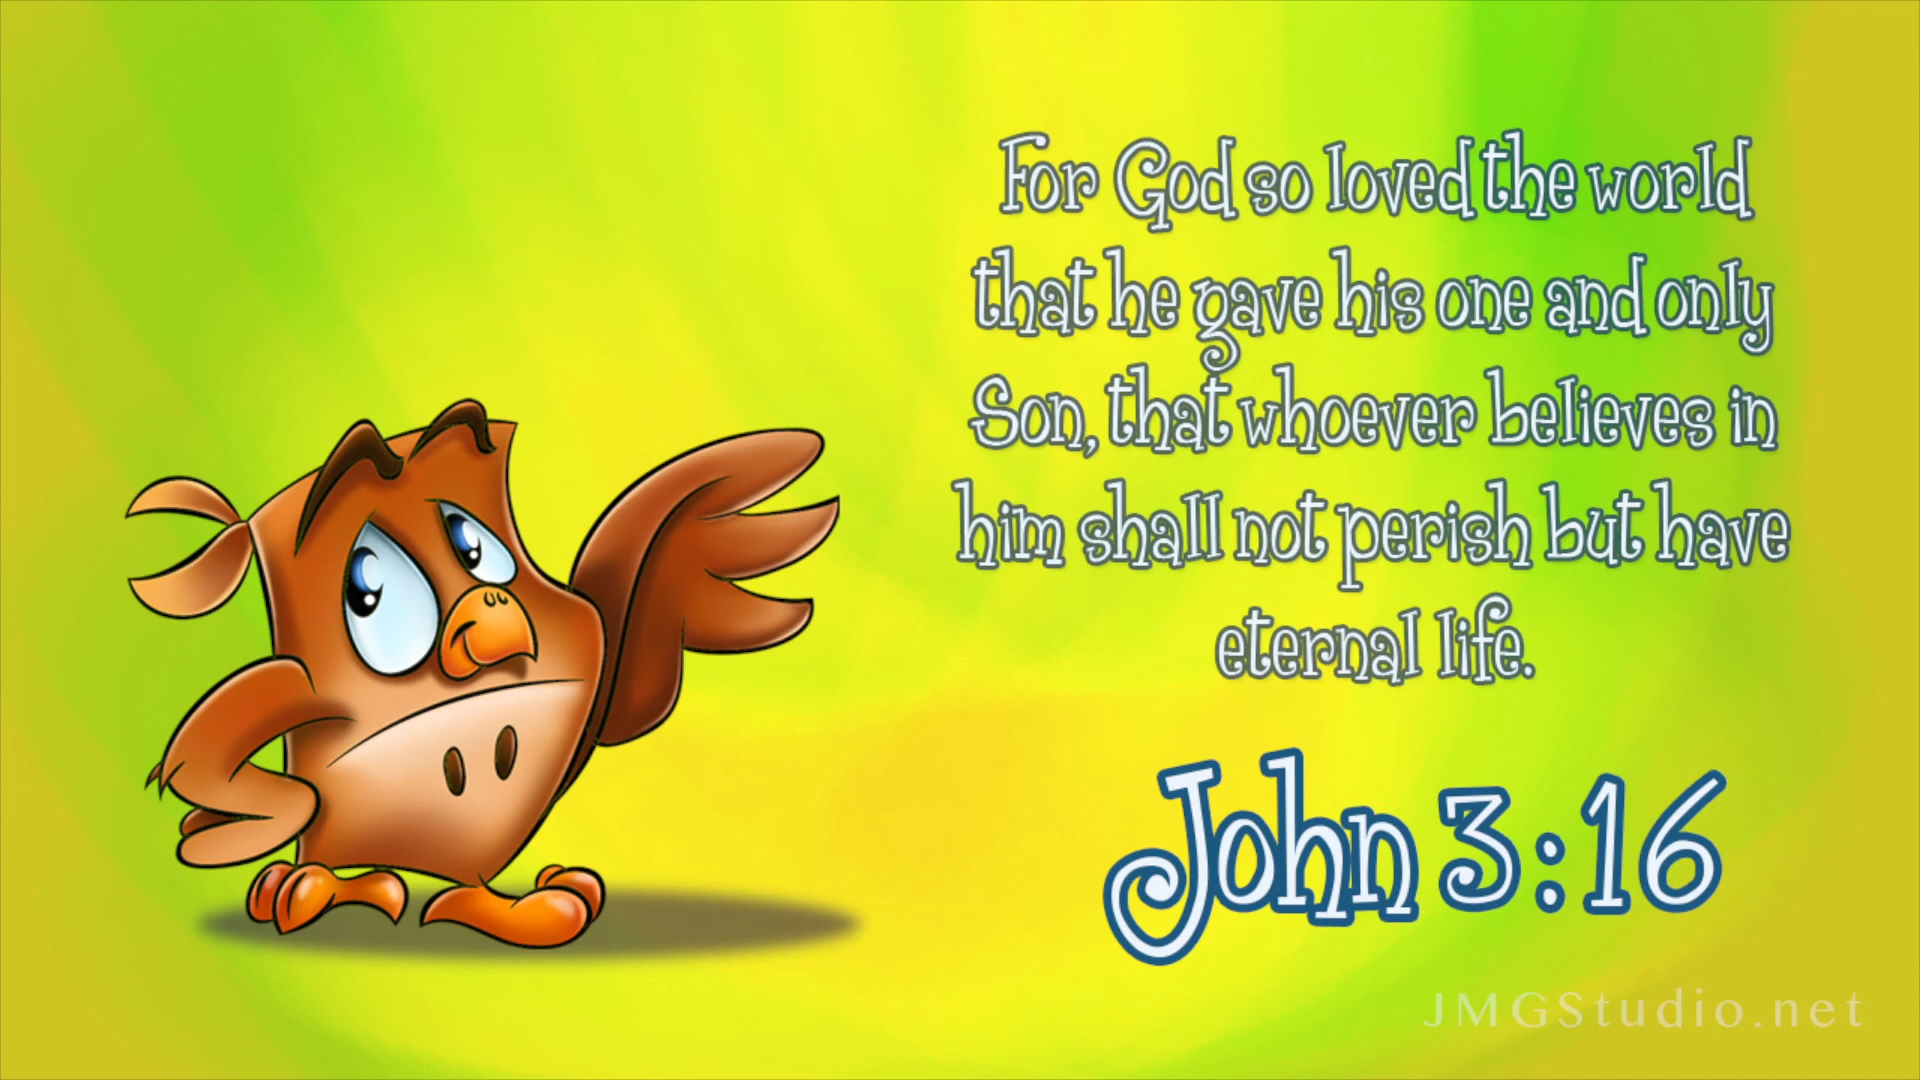 For God so loved the world
that he gave his one and only
Son, that whoever believes in
him shall not perish but have
eternal life.
John 3:16
JMGStudio.net